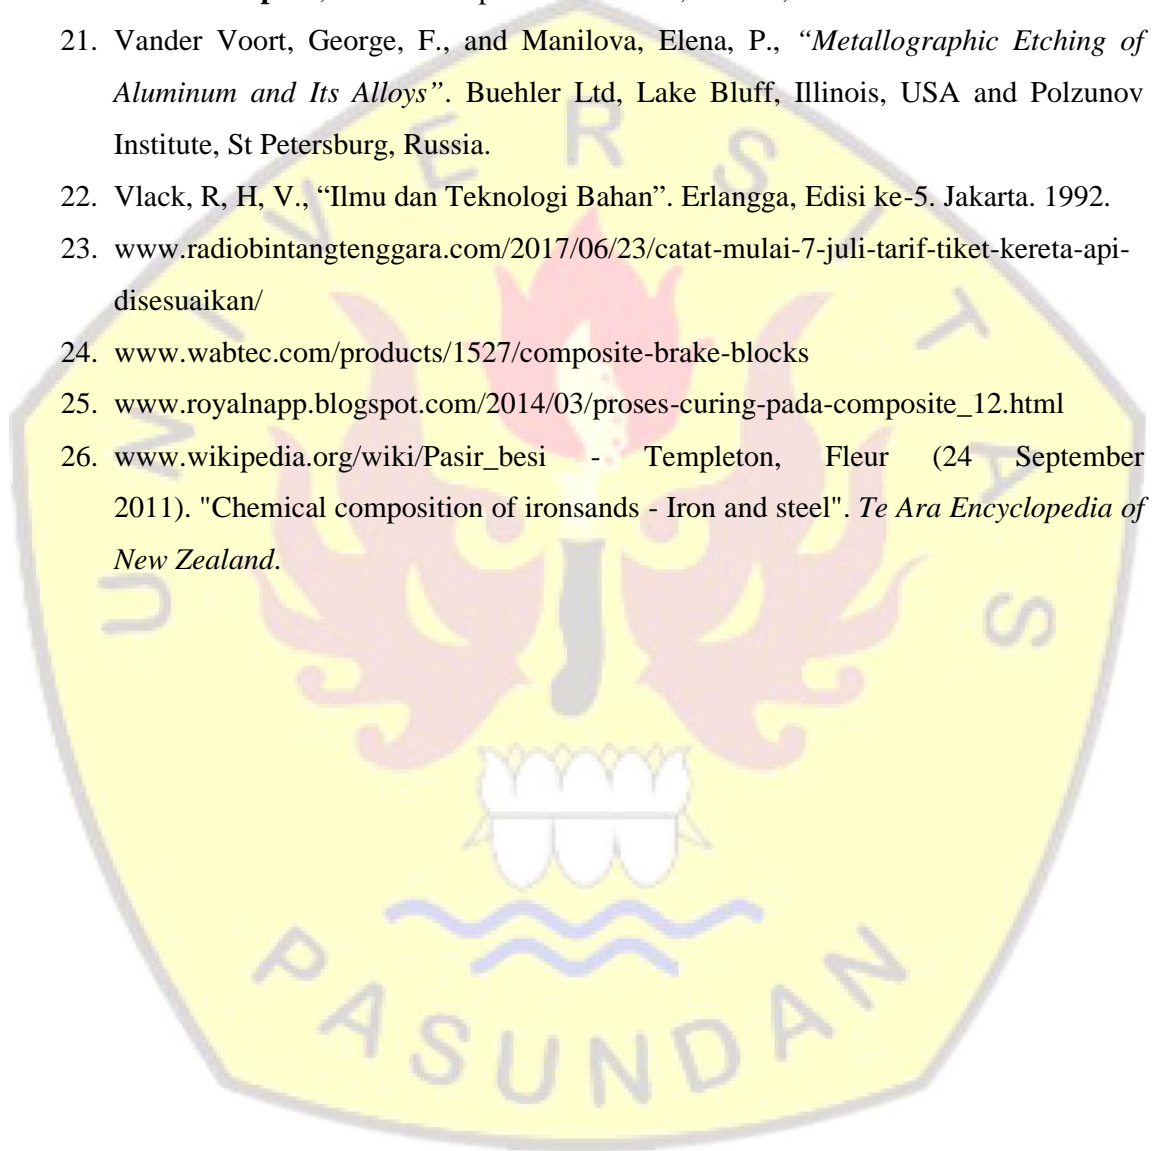 21. Vander Voort, George, F., and Manilova, Elena, P., “Metallographic Etching of
Aluminum and Its Alloys”. Buehler Ltd, Lake Bluff, Illinois, USA and Polzunov
Institute, St Petersburg, Russia.
22. Vlack, R, H, V., “Ilmu dan Teknologi Bahan”. Erlangga, Edisi ke-5. Jakarta. 1992.
23. www.radiobintangtenggara.com/2017/06/23/catat-mulai-7-juli-tarif-tiket-kereta-api-
disesuaikan/
24. www.wabtec.com/products/1527/composite-brake-blocks
25. www.royalnapp.blogspot.com/2014/03/proses-curing-pada-composite_12.html
26. www.wikipedia.org/wiki/Pasir_besi - Templeton, Fleur (24 September
2011). "Chemical composition of ironsands - Iron and steel". Te Ara Encyclopedia of
New Zealand.
UNIVERSITAS
PASUNDAN